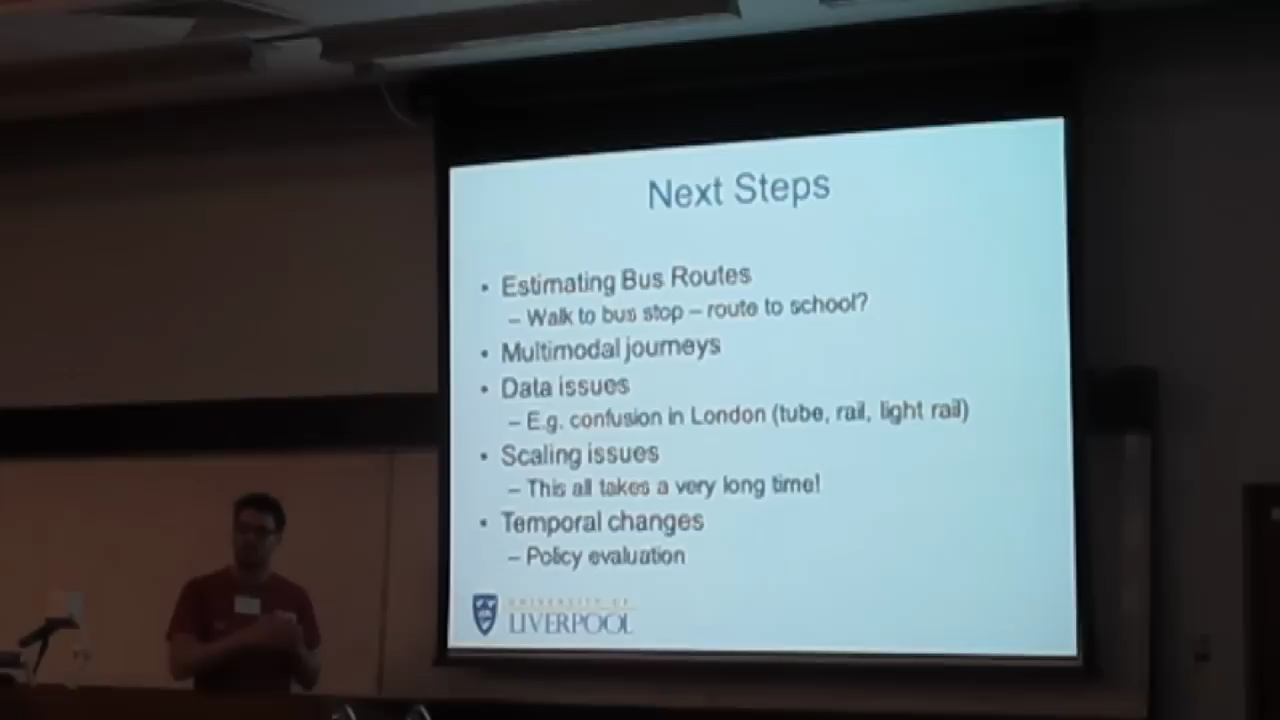 Next Steps
• Estimating Bus Routes
– Walk to bus stop – route to school?
• Multimodal journeys
• Data issues
– E.g. confusion in London (tube, rail, light rail)
• Scaling issues
– This all takes a very long time!
• Temporal changes
– Policy evaluation
UNIVERSITY OF
LIVERPOOL